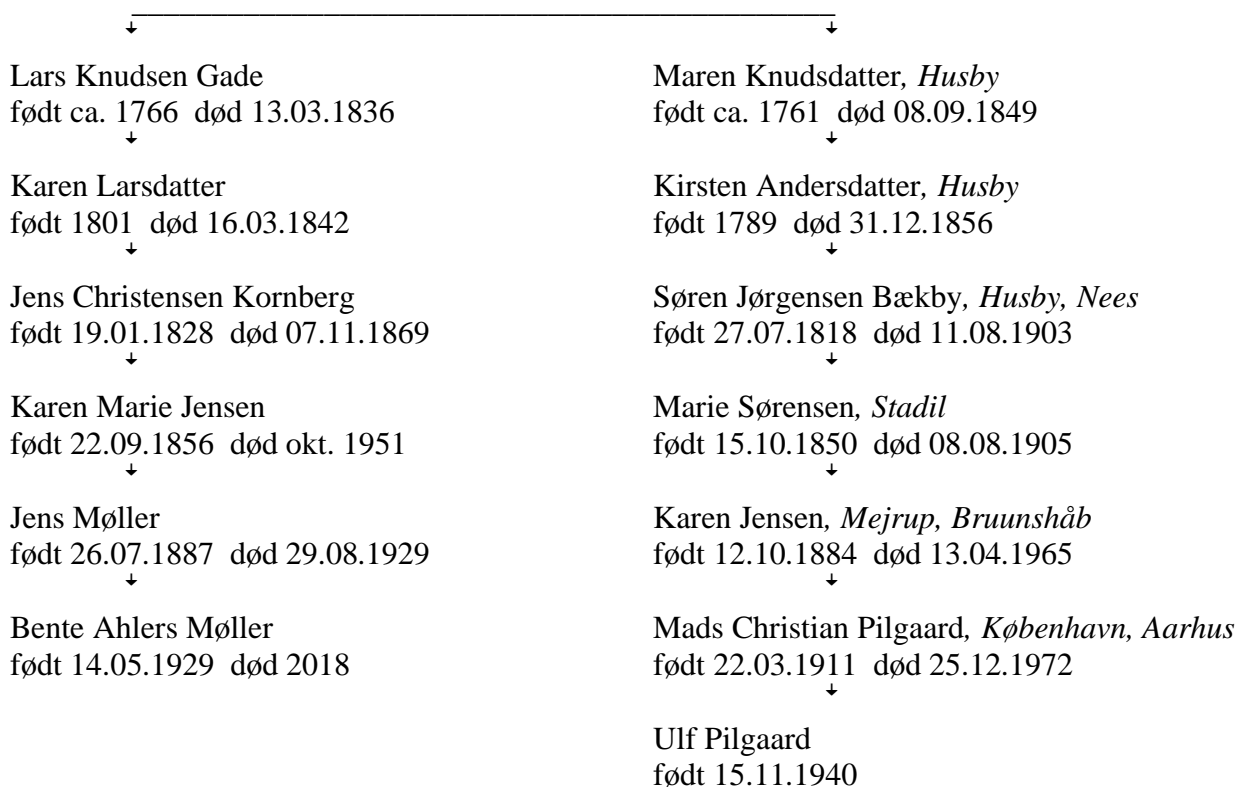 Lars Knudsen Gade
født ca. 1766 død 13.03.1836
Karen Larsdatter
født 1801 død 16.03.1842
Jens Christensen Kornberg
født 19.01.1828 død 07.11.1869
Karen Marie Jensen
født 22.09.1856 død okt. 1951
Jens Møller
født 26.07.1887 død 29.08.1929
Bente Ahlers Møller
født 14.05.1929 død 2018
Maren Knudsdatter, Husby
født ca. 1761 død 08.09.1849
Kirsten Andersdatter, Husby
født 1789 død 31.12.1856
Søren Jørgensen Bækby, Husby, Nees
født 27.07.1818 død 11.08.1903
Marie Sørensen, Stadil
født 15.10.1850 død 08.08.1905
Karen Jensen, Mejrup, Bruunshåb
født 12.10.1884 død 13.04.1965
Mads Christian Pilgaard, København, Aarhus
født 22.03.1911 død 25.12.1972
Ulf Pilgaard
født 15.11.1940